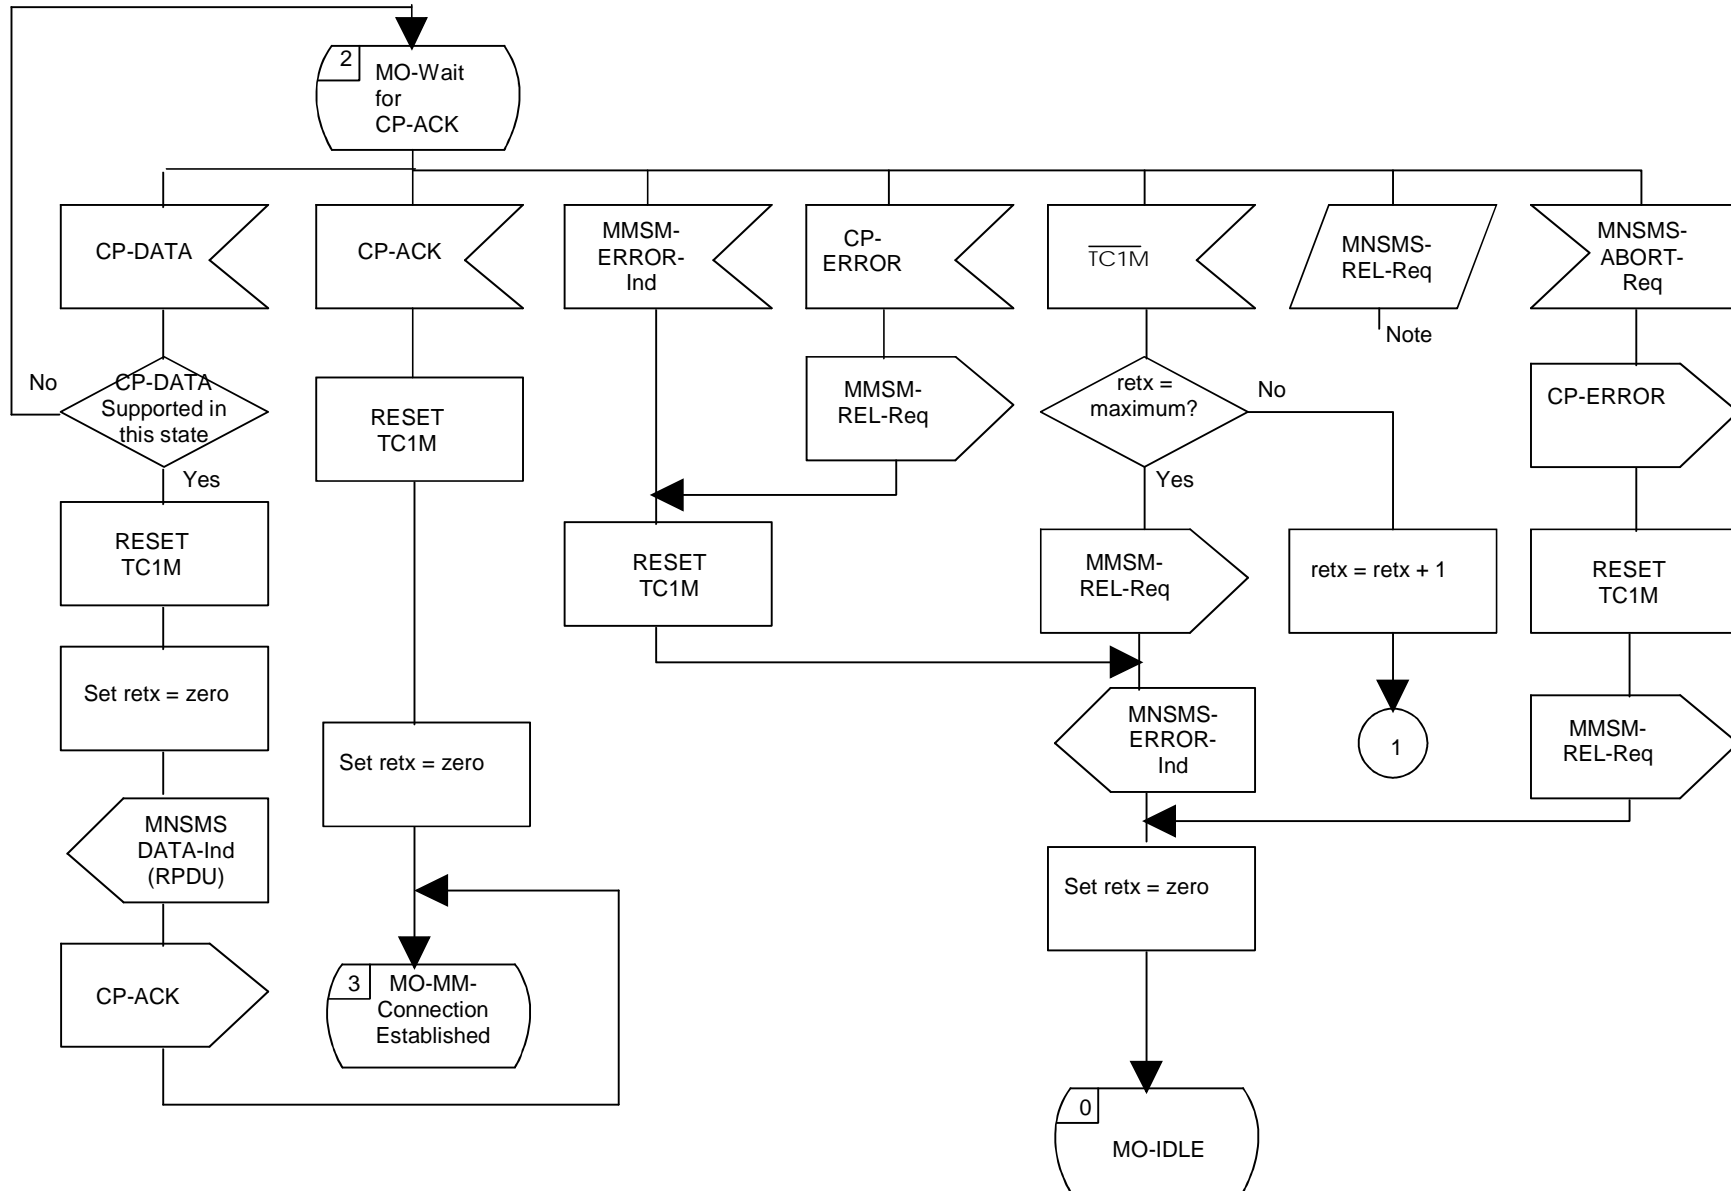 2
MO-Wait
for
CP-ACK
CP-DATA
CP-ACK
MMSM-
ERROR-
Ind
CP-
ERROR
TC1M
MNSMS-
REL-Req
MNSMS-
ABORT-
Req
Note
No
CP-DATA
Supported in
this state
Yes
RESET
TC1M
MMSM-
REL-Req
retx =
maximum?
No
Yes
CP-ERROR
RESET
TC1M
RESET
TC1M
MMSM-
REL-Req
retx = retx + 1
RESET
TC1M
Set retx = zero
Set retx = zero
MNSMS-
ERROR-
Ind
1
MMSM-
REL-Req
MNSMS
DATA-Ind
(RPDU)
Set retx = zero
CP-ACK
3
MO-MM-
Connection
Established
0
MO-IDLE